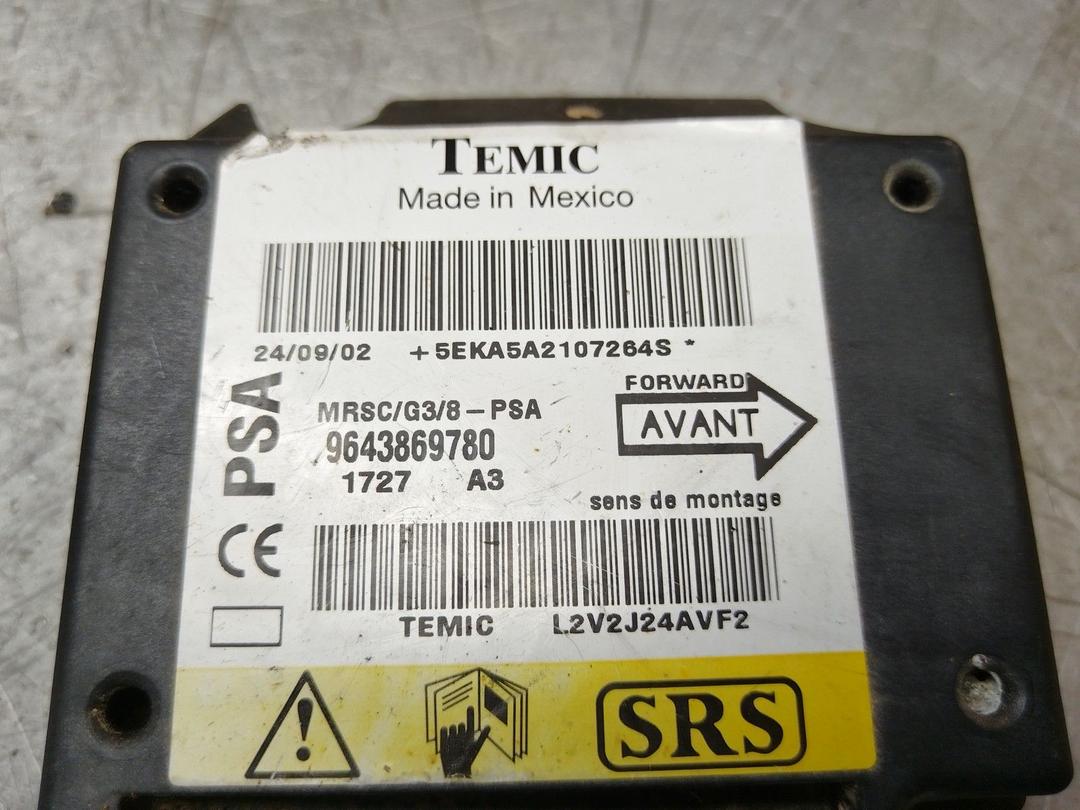 TEMIC
Made in Mexico
24/09/02 +5EKA5A2107264S *
PSA
MRSC/G3/8-PSA
9643869780
1727 A3
FORWARD
AVANT
sens de montage
CE
TEMIC L2V2J24AVF2
SRS